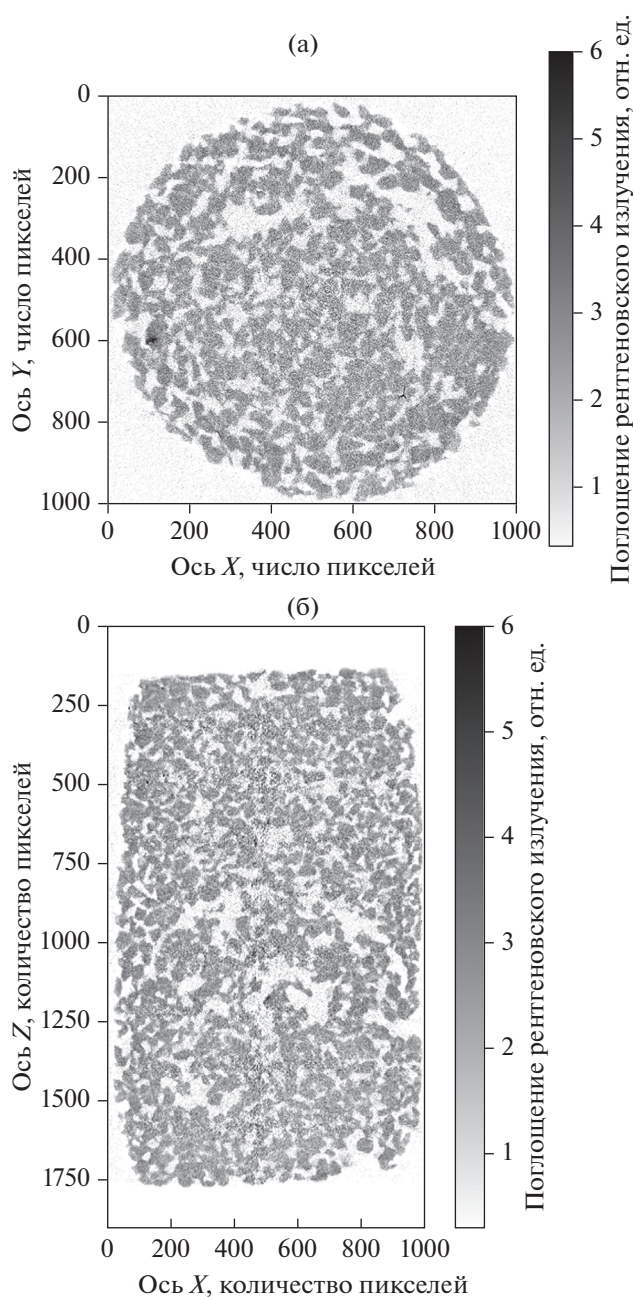 (а)
0
200
400
600
800
1000
Ось Y, число пикселей
0 200 400 600 800 1000
Ось X, число пикселей
6
5
4
3
2
1
Поглощение рентгеновского излучения, отн. ед.
(б)
0
250
500
750
1000
1250
1500
1750
Ось Z, количество пикселей
0 200 400 600 800 1000
Ось X, количество пикселей
6
5
4
3
2
1
Поглощение рентгеновского излучения, отн. ед.